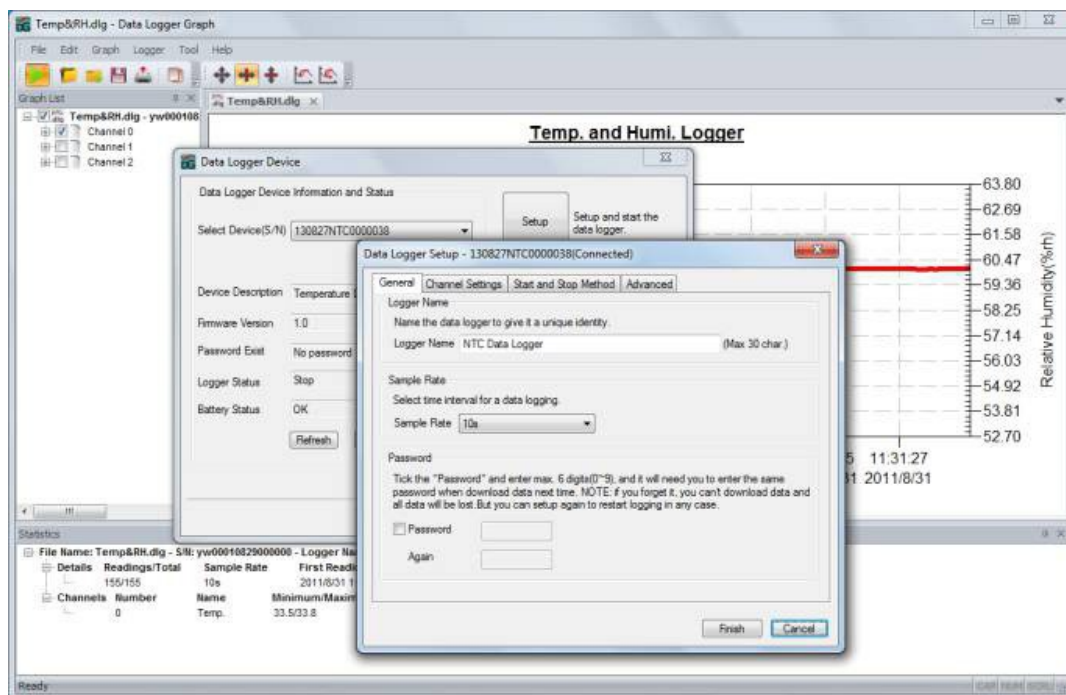 Temp&RH.dlg - Data Logger Graph
File Edit Graph Logger Tool Help
Graph List
Temp&RH.dlg
Temp&RH.dlg - yw000108
Channel 0
Channel 1
Channel 2
Temp. and Humi. Logger
63.80
62.69
61.58
60.47
59.36
58.25
57.14
56.03
54.92
53.81
52.70
Relative Humidity(%rh)
5 11:31:27
31 2011/8/31
Data Logger Device
Data Logger Device Information and Status
Select Device(S/N) 130827NTC0000038
Setup
Setup and start the
data logger.
Device Description Temperature
Firmware Version 1.0
Password Exist No password
Logger Status Stop
Battery Status OK
Refresh
Data Logger Setup - 130827NTC0000038(Connected)
General Channel Settings Start and Stop Method Advanced
Logger Name
Name the data logger to give it a unique identity.
Logger Name NTC Data Logger (Max 30 char.)
Sample Rate
Select time interval for a data logging.
Sample Rate 10s
Password
Tick the "Password" and enter max. 6 digits(0~9), and it will need you to enter the same
password when download data next time. NOTE: if you forget it, you can't download data and
all data will be lost.But you can setup again to restart logging in any case.
Password
Again
Finish Cancel
Statistics
File Name: Temp&RH.dlg - S/N: yw00010829000000 - Logger Na
Details Readings/Total Sample Rate First Readi
155/155 10s 2011/8/31 1
Channels Number Name Minimum/Maxim
0 Temp. 33.5/33.8
Ready
CAP NUM SCRL